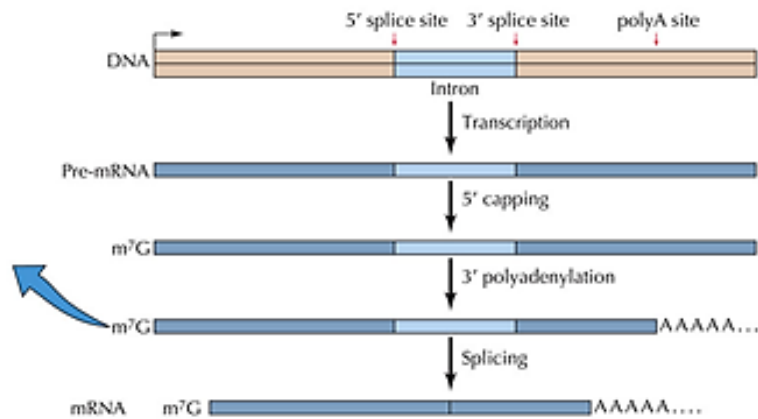 5′ splice site 3′ splice site polyA site
DNA
Intron
Transcription
Pre-mRNA
5′ capping
m⁷G
3′ polyadenylation
m⁷G AAAAA...
Splicing
mRNA m⁷G AAAAA....